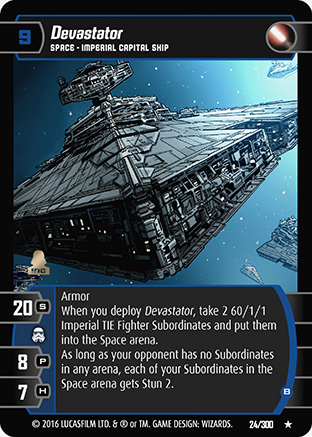 9
Devastator
SPACE - IMPERIAL CAPITAL SHIP
20 S
8 P
7 H
Armor
When you deploy Devastator, take 2 60/1/1
Imperial TIE Fighter Subordinates and put them
into the Space arena.
As long as your opponent has no Subordinates
in any arena, each of your Subordinates in the
Space arena gets Stun 2.
B
© 2016 LUCASFILM LTD. & ® or TM. GAME DESIGN: WIZARDS.
24/300